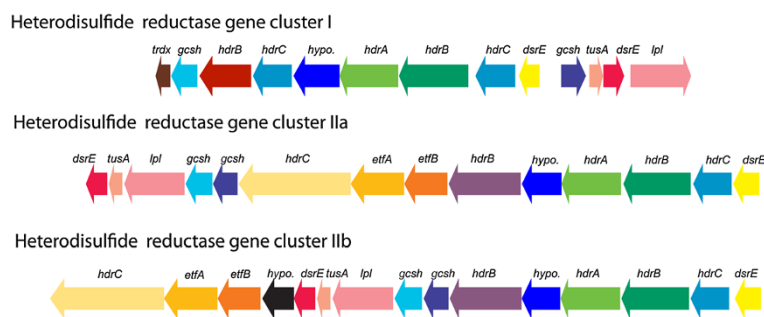 Heterodisulfide reductase gene cluster I
trdx gcsh hdrB hdrC hypo. hdrA hdrB hdrC dsrE gcsh tusA dsrE lpl
Heterodisulfide reductase gene cluster IIa
dsrE tusA lpl gcsh gcsh hdrC etfA etfB hdrB hypo. hdrA hdrB hdrC dsrE
Heterodisulfide reductase gene cluster IIb
hdrC etfA etfB hypo. dsrE tusA lpl gcsh gcsh hdrB hypo. hdrA hdrB hdrC dsrE